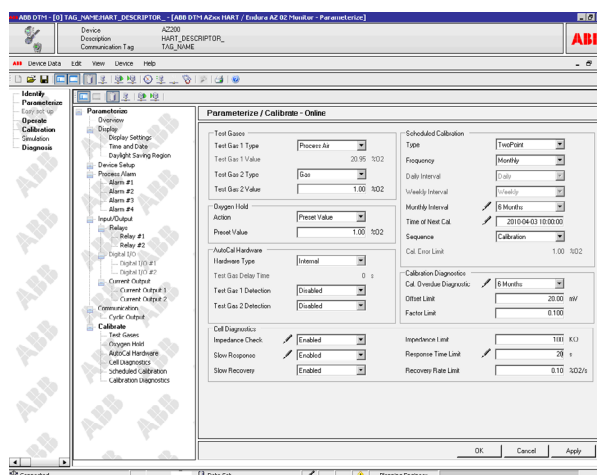 ABB DTM - [0] TAG_NAME:HART_DESCRIPTOR_ - [ABB DTM AZxx HART / Endura AZ 02 Monitor - Parameterize]
Device AZ200
Description HART_DESCRIPTOR_
Communication Tag TAG_NAME
ABB
ABB Device Data Edit View Device Help
Identify
Parameterize
Easy set-up
Operate
Calibration
Simulation
Diagnosis
Parameterize
Overview
Display
Display Settings
Time and Date
Daylight Saving Region
Device Setup
Process Alarm
Alarm #1
Alarm #2
Alarm #3
Alarm #4
Input/Output
Relays
Relay #1
Relay #2
Digital I/O
Digital I/O #1
Digital I/O #2
Current Output
Current Output 1
Current Output 2
Communication
Cyclic Output
Calibrate
Test Gases
Oxygen Hold
AutoCal Hardware
Cell Diagnostics
Scheduled Calibration
Calibration Diagnostics
Parameterize / Calibrate - Online
Test Gases
Test Gas 1 Type Process Air
Test Gas 1 Value 20.95 %O2
Test Gas 2 Type Gas
Test Gas 2 Value 1.00 %O2
Oxygen Hold
Action Preset Value
Preset Value 1.00 %O2
AutoCal Hardware
Hardware Type Internal
Test Gas Delay Time 0 s
Test Gas 1 Detection Disabled
Test Gas 2 Detection Disabled
Scheduled Calibration
Type TwoPoint
Frequency Monthly
Daily Interval Daily
Weekly Interval Weekly
Monthly Interval 6 Months
Time of Next Cal. 2010-04-03 10:00:00
Sequence Calibration
Cal. Error Limit 1.00 %O2
Calibration Diagnostics
Cal. Overdue Diagnostic 6 Months
Offset Limit 20.00 mV
Factor Limit 0.100
Cell Diagnostics
Impedance Check Enabled
Impedance Limit 100 KΩ
Slow Response Enabled
Response Time Limit 20 s
Slow Recovery Enabled
Recovery Rate Limit 0.10 %O2/s
OK Cancel Apply
Connected
Data Set
Planning Engineer